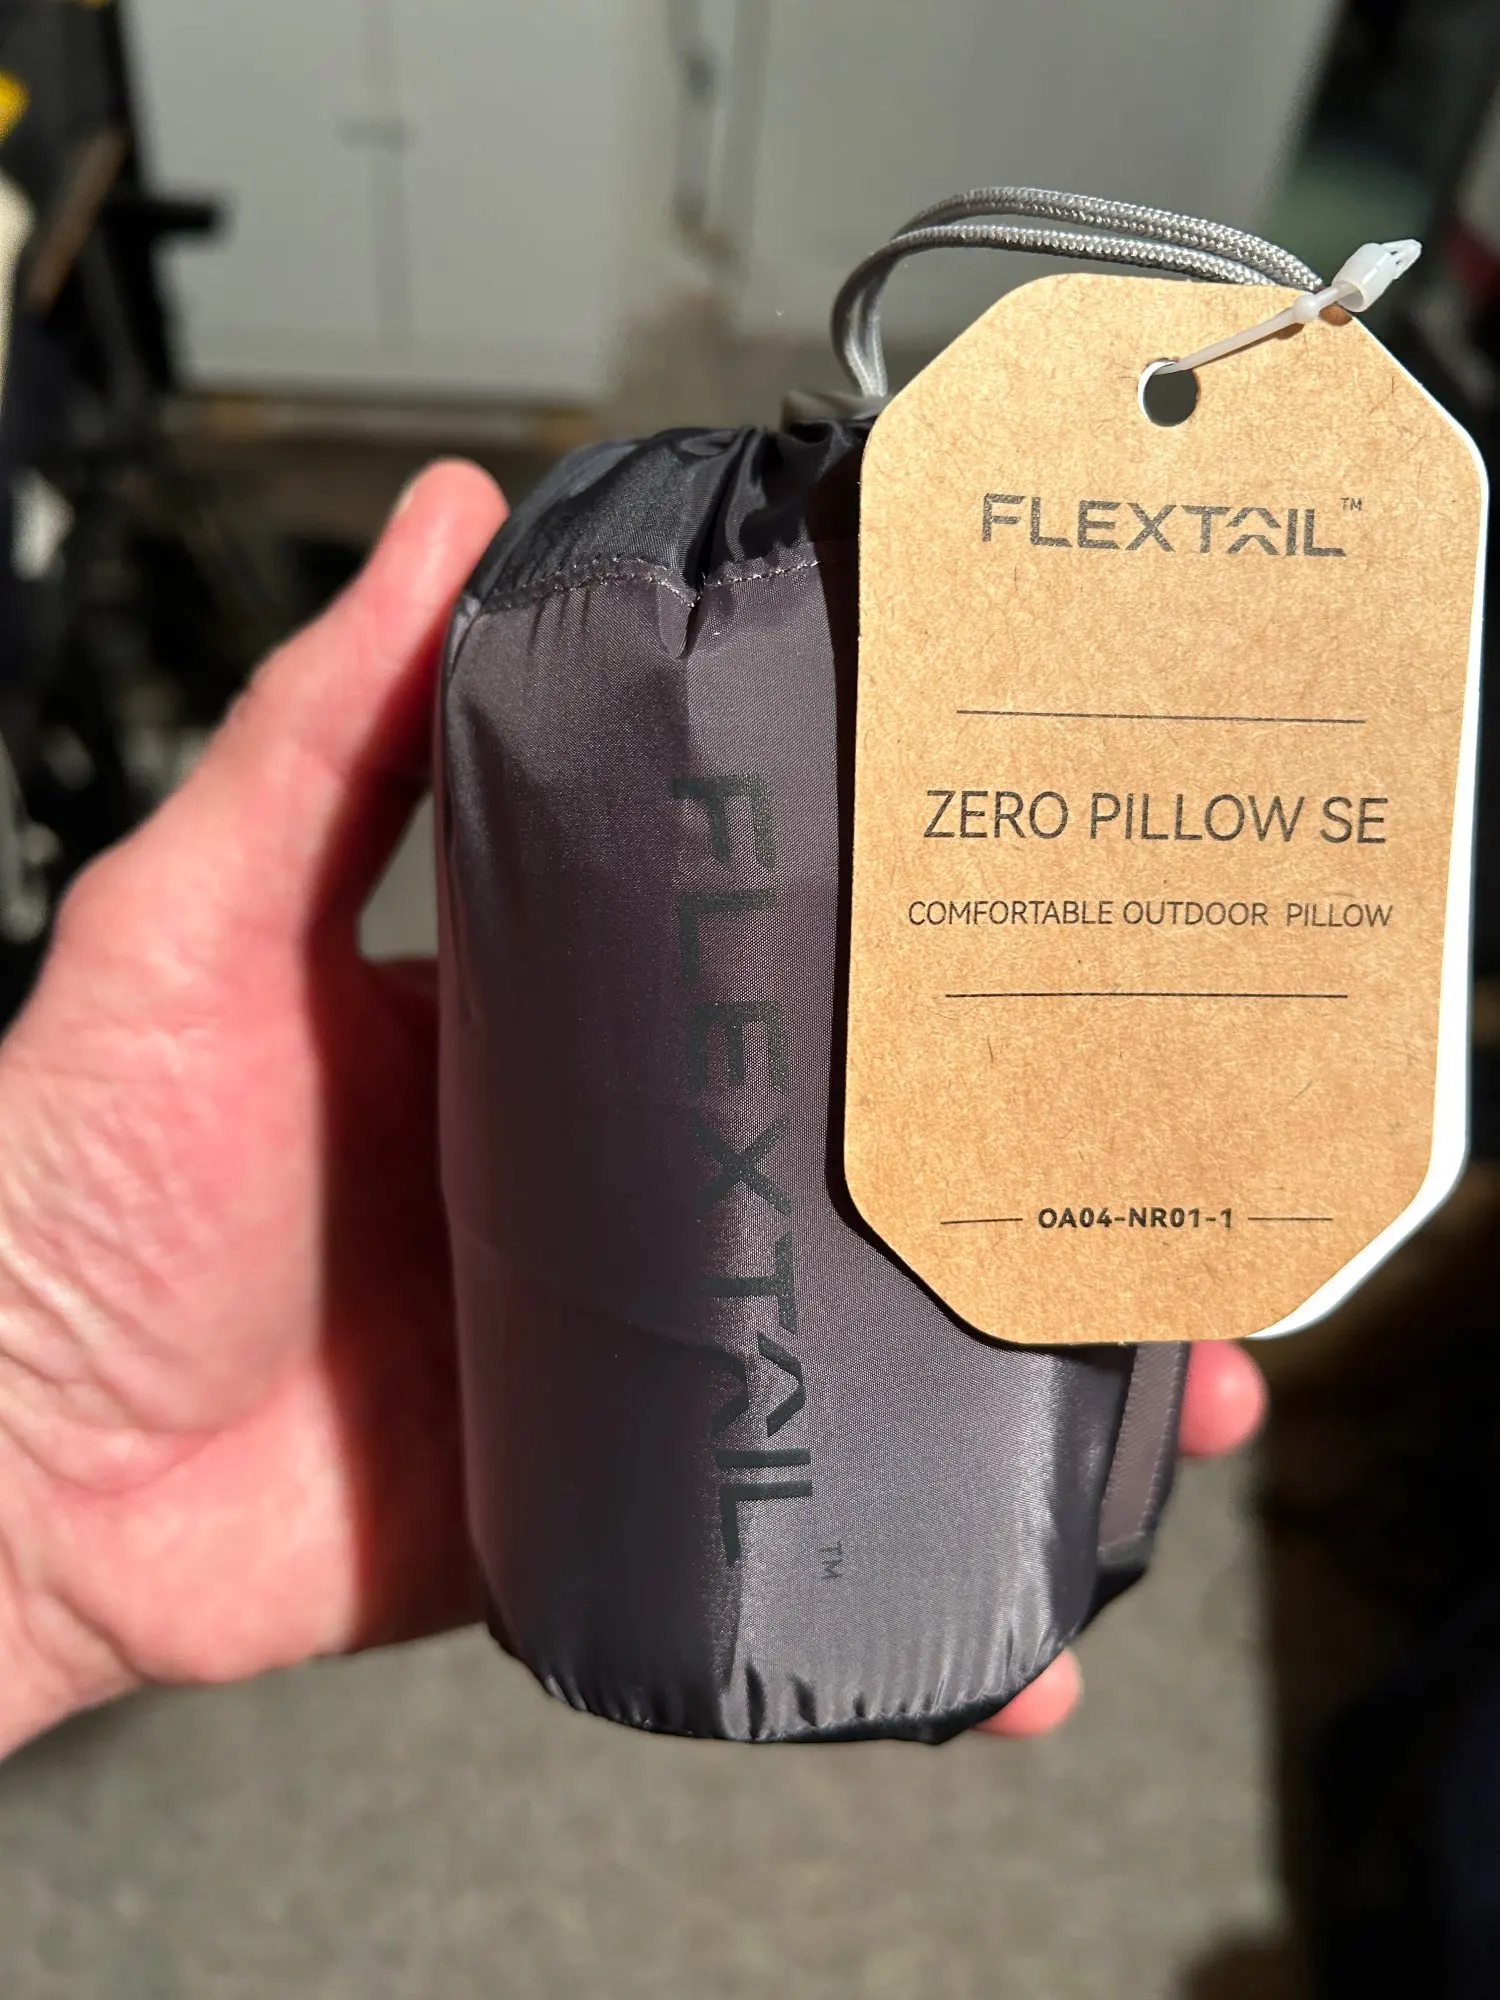 FLEXTAIL™
ZERO PILLOW SE
COMFORTABLE OUTDOOR PILLOW
OA04-NR01-1
FLEXTAIL™